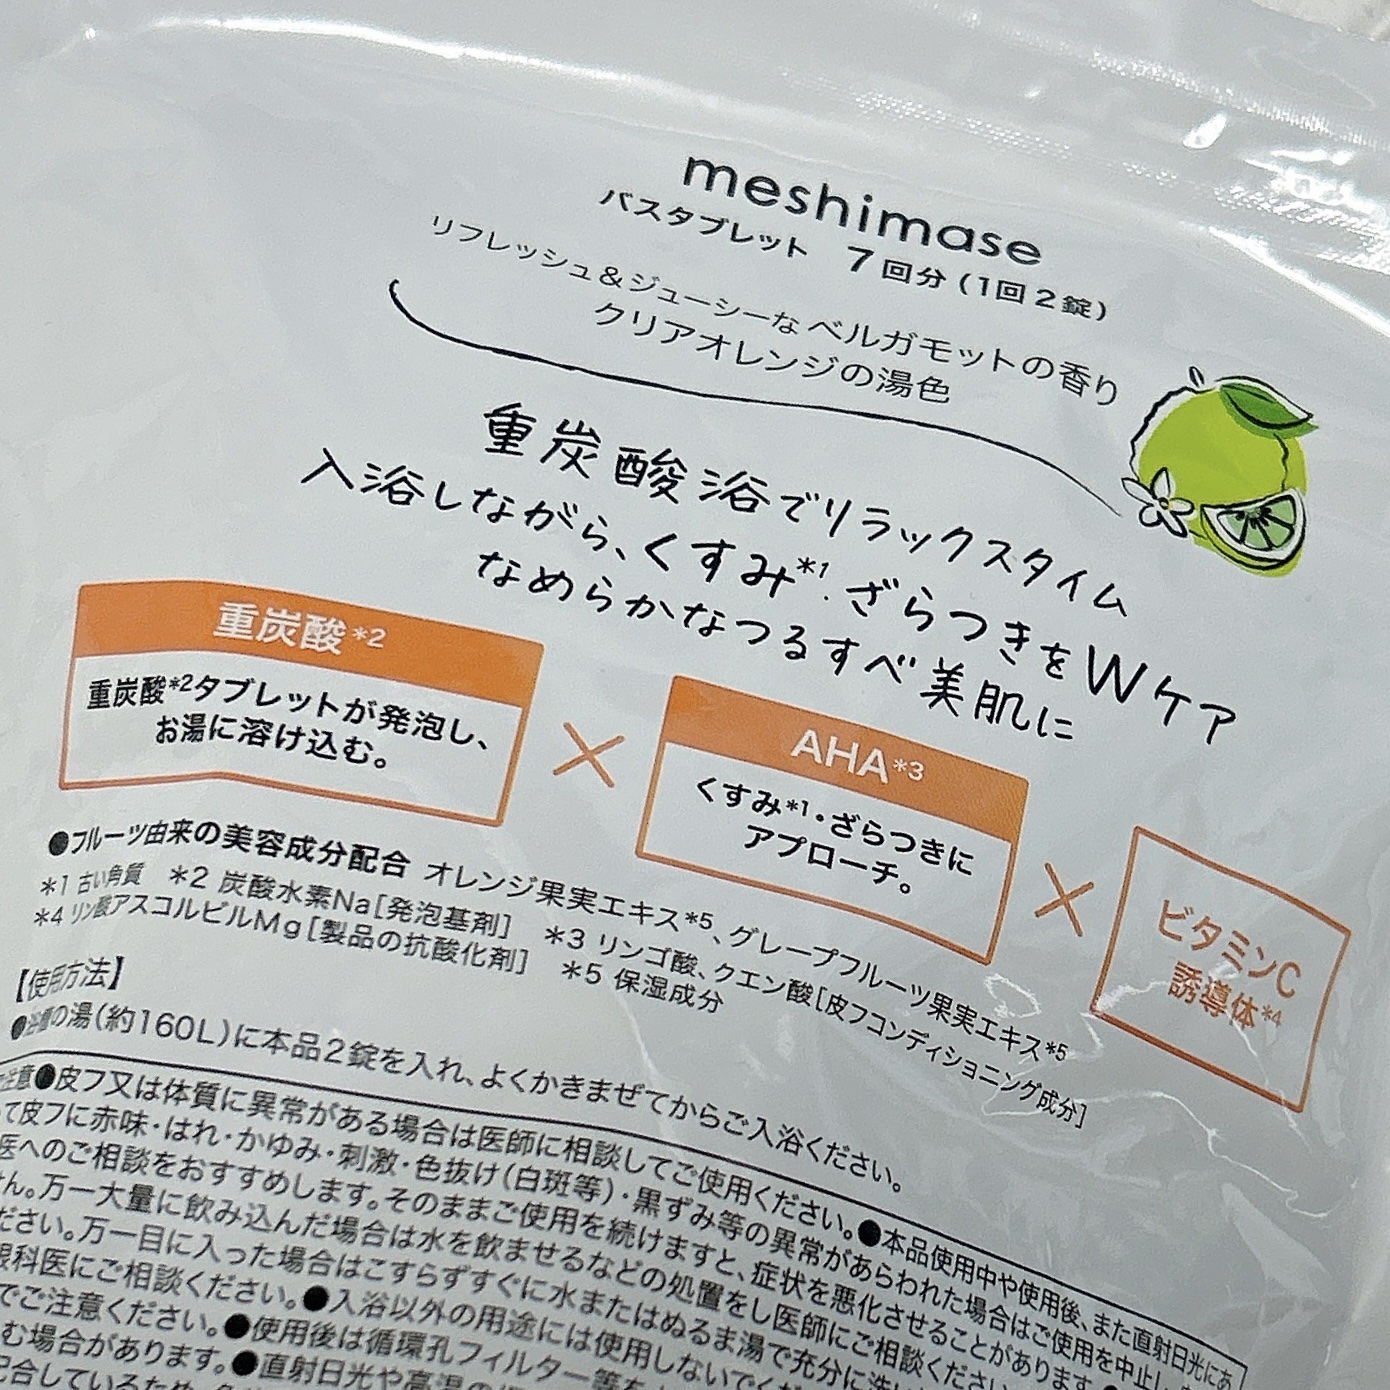 meshimase
バスタブレット 7回分(1回2錠)
リフレッシュ&ジューシーなベルガモットの香り
クリアオレンジの湯色
重炭酸浴でリラックスタイム
入浴しながら、くすみ*1・ざらつきをWケア
なめらかなつるすべ美肌に
重炭酸*2
重炭酸*2タブレットが発泡し、
お湯に溶け込む。
×
AHA*3
くすみ*1・ざらつきに
アプローチ。
×
ビタミンC
誘導体*4
●フルーツ由来の美容成分配合 オレンジ果実エキス*5、グレープフルーツ果実エキス*5
*1 古い角質 *2 炭酸水素Na[発泡基剤] *3 リンゴ酸、クエン酸[皮フコンディショニング成分]
*4 リン酸アスコルビルMg[製品の抗酸化剤] *5 保湿成分
【使用方法】
●浴槽の湯(約160L)に本品2錠を入れ、よくかきまぜてからご入浴ください。
注意●皮フ又は体質に異常がある場合は医師に相談してご使用ください。●本品使用中や使用後、また直射日光にあ
て皮フに赤味・はれ・かゆみ・刺激・色抜け(白斑等)・黒ずみ等の異常があらわれた場合はご使用を中止し
医へのご相談をおすすめします。そのままご使用を続けますと、症状を悪化させることがあります。
ん。万一大量に飲み込んだ場合は水を飲ませるなどの処置をし医師にご相談くださ
ださい。万一目に入った場合はこすらずすぐに水またはぬるま湯で充分に洗い
眼科医にご相談ください。●入浴以外の用途には使用しないでくだ
でご注意ください。●使用後は循環孔フィルター等を
む場合があります。●直射日光や高温の
配合しているため